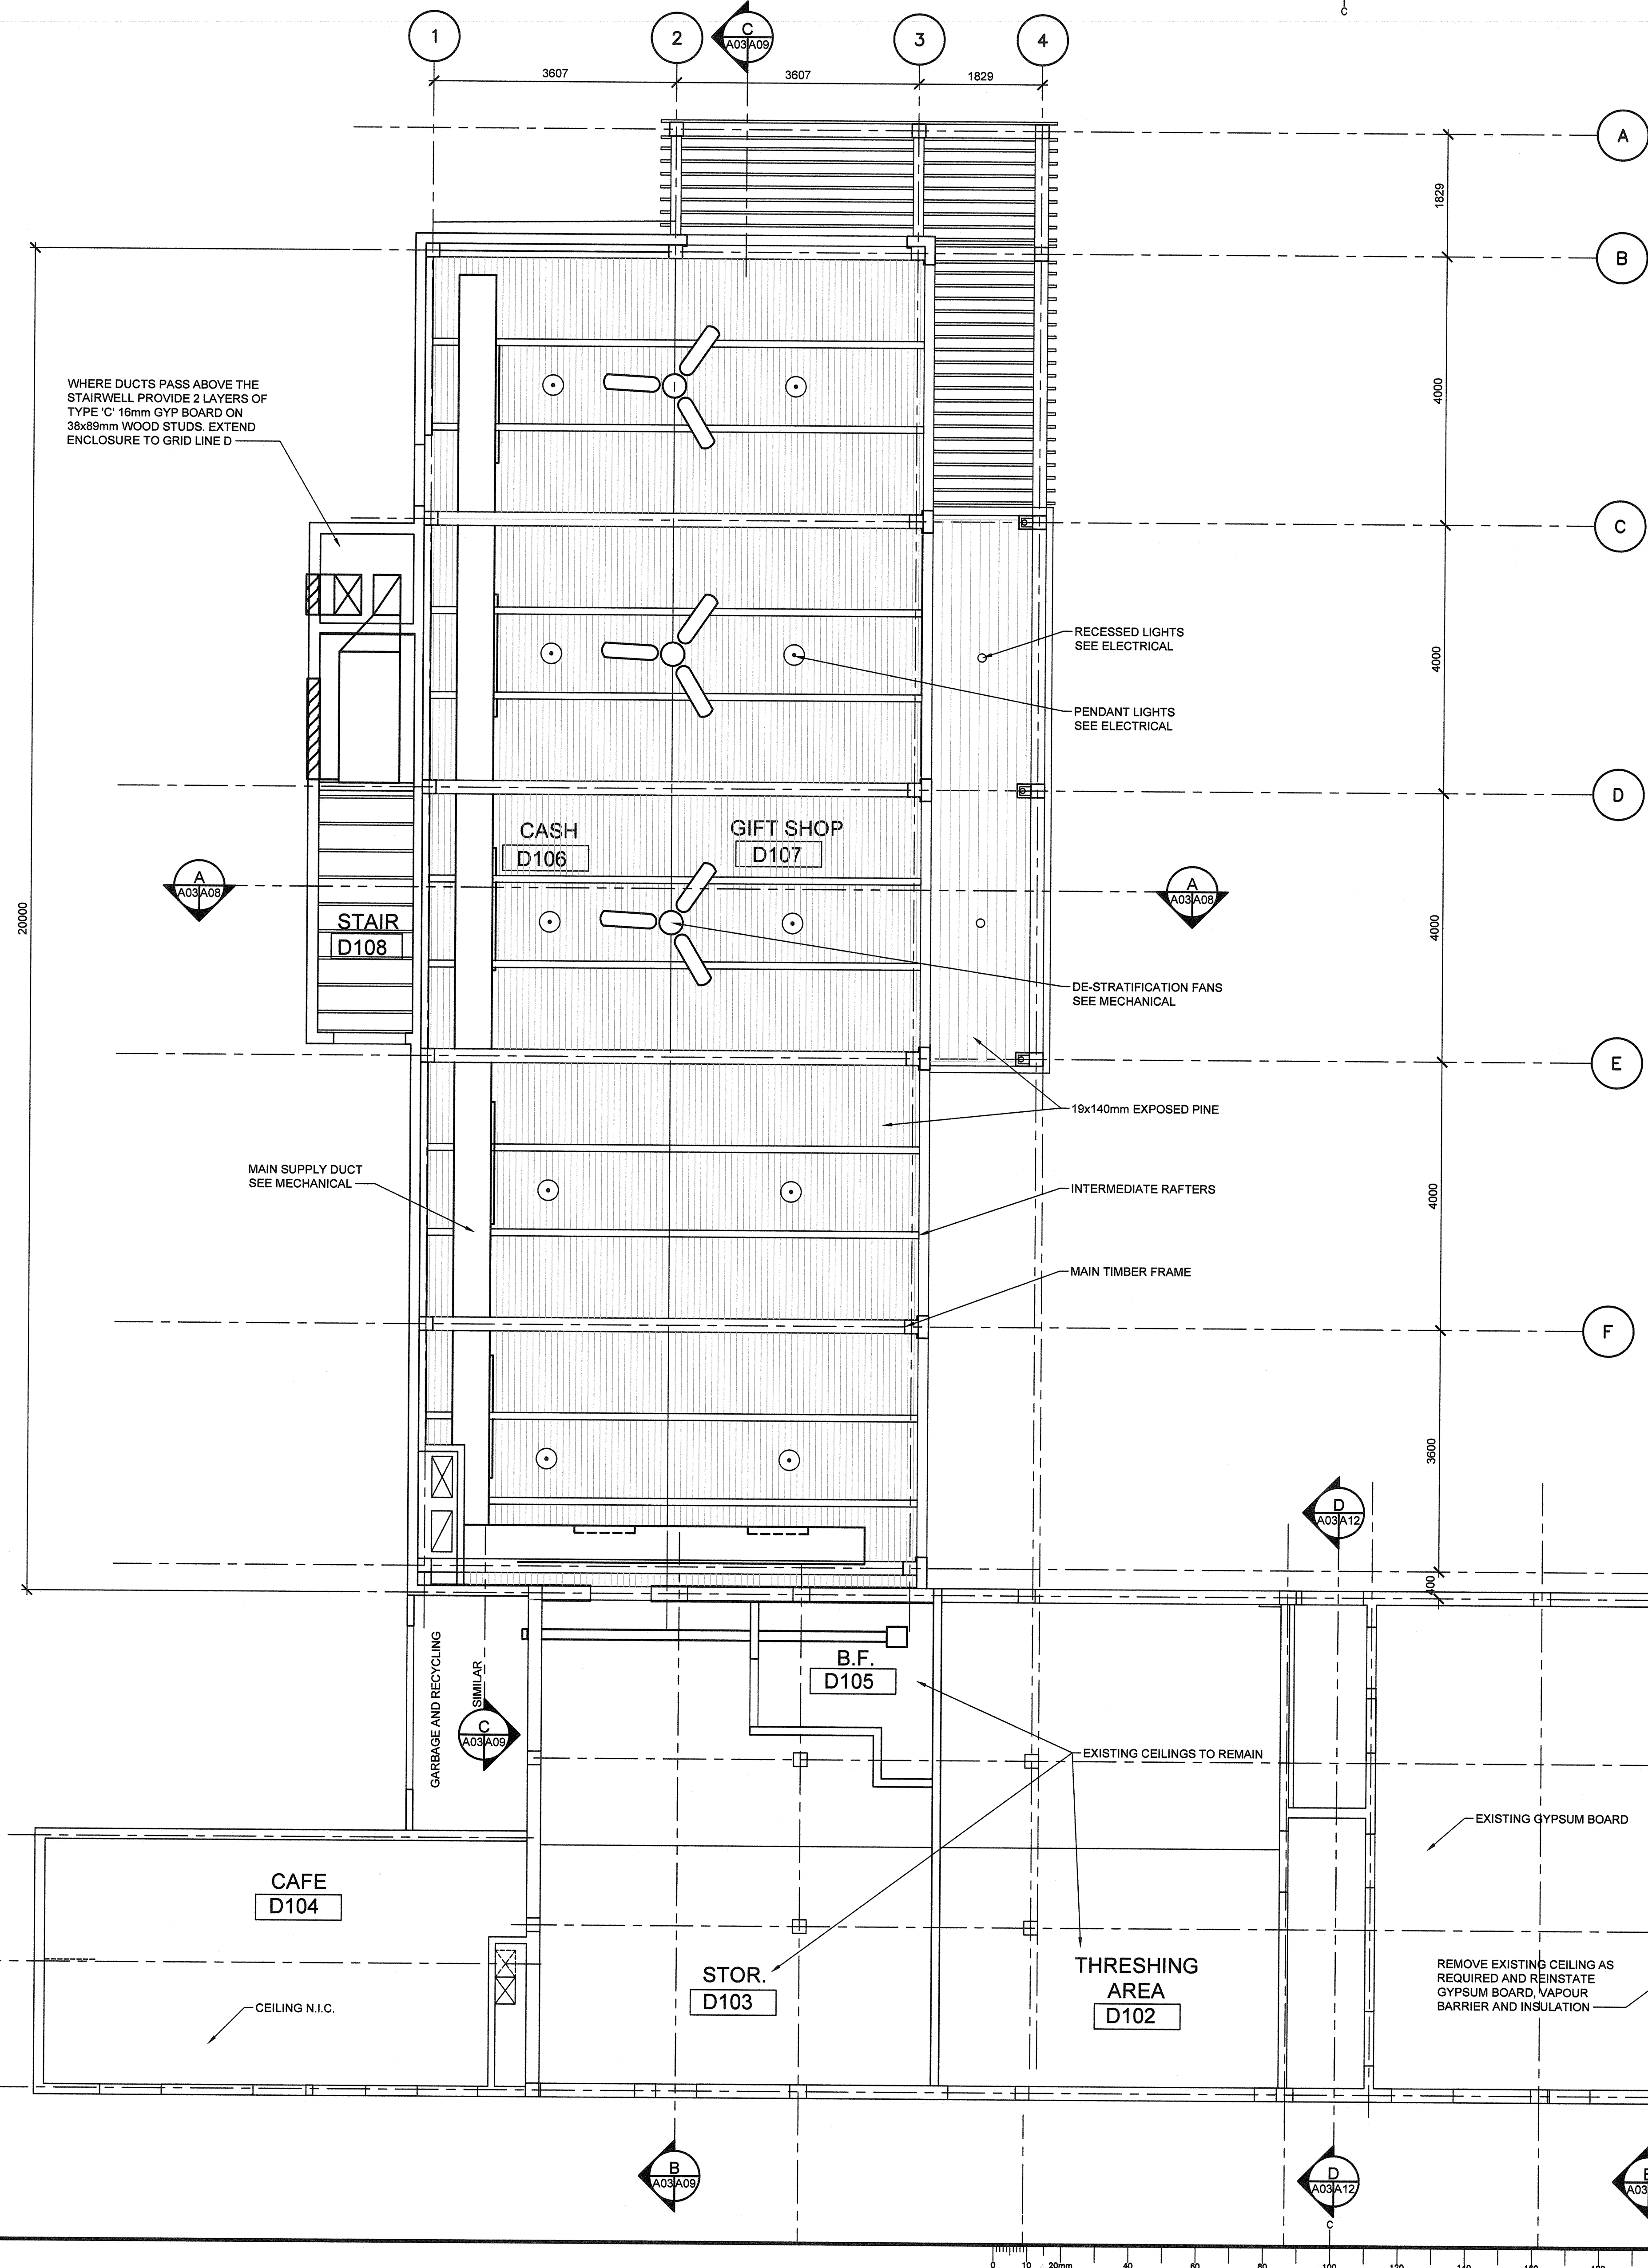 C
1
2
C
A03 A09
3
4
3607
3607
1829
A
1829
B
4000
WHERE DUCTS PASS ABOVE THE
STAIRWELL PROVIDE 2 LAYERS OF
TYPE 'C' 16mm GYP BOARD ON
38x89mm WOOD STUDS. EXTEND
ENCLOSURE TO GRID LINE D
C
RECESSED LIGHTS
SEE ELECTRICAL
4000
PENDANT LIGHTS
SEE ELECTRICAL
D
CASH
D106
GIFT SHOP
D107
A
A03 A08
A
A03 A08
20000
STAIR
D108
4000
DE-STRATIFICATION FANS
SEE MECHANICAL
E
19x140mm EXPOSED PINE
MAIN SUPPLY DUCT
SEE MECHANICAL
INTERMEDIATE RAFTERS
4000
MAIN TIMBER FRAME
F
3600
D
A03 A12
400
GARBAGE AND RECYCLING
SIMILAR
C
A03 A09
B.F.
D105
EXISTING CEILINGS TO REMAIN
EXISTING GYPSUM BOARD
CAFE
D104
STOR.
D103
THRESHING
AREA
D102
REMOVE EXISTING CEILING AS
REQUIRED AND REINSTATE
GYPSUM BOARD, VAPOUR
BARRIER AND INSULATION
CEILING N.I.C.
B
A03 A09
D
A03 A12
C
A03
0 10 20mm 40 60 80 100 120 140 160 180